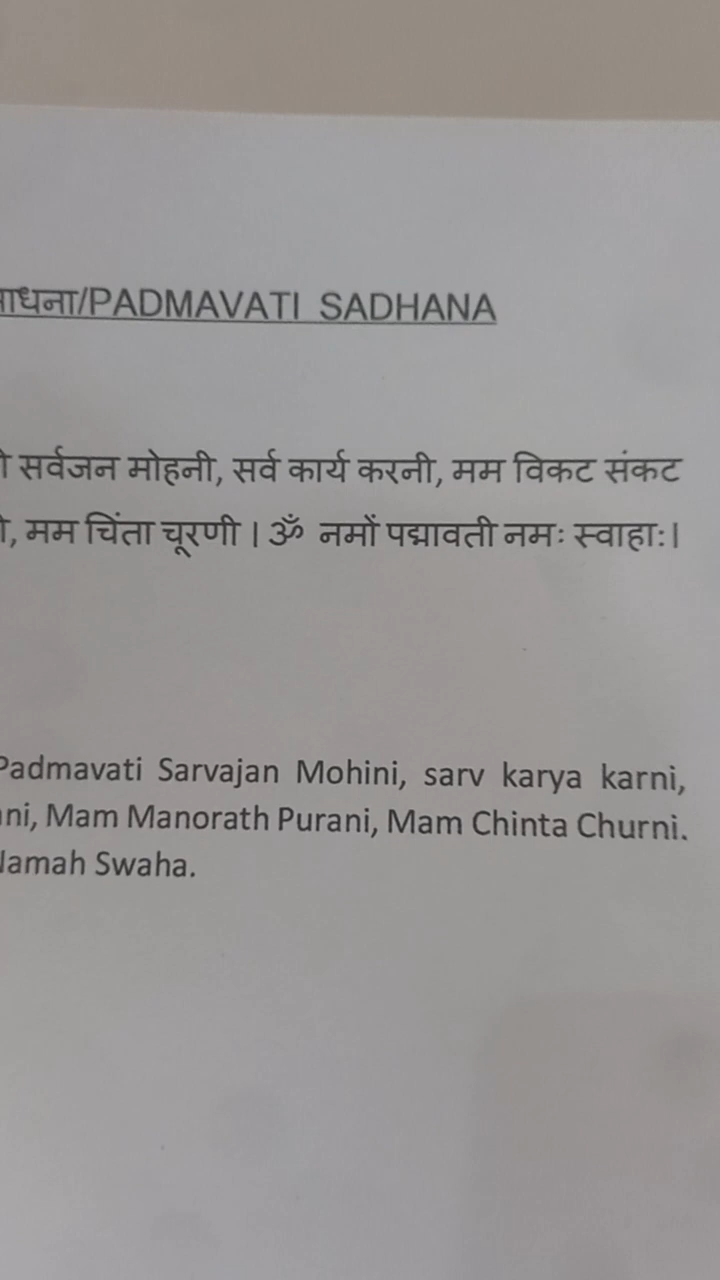 साधना/PADMAVATI SADHANA
सर्वजन मोहनी, सर्व कार्य करनी, मम विकट संकट
मम चिंता चूरणी । ॐ नमों पद्मावती नमः स्वाहाः।
Padmavati Sarvajan Mohini, sarv karya karni,
Mam Manorath Purani, Mam Chinta Churni.
Namah Swaha.